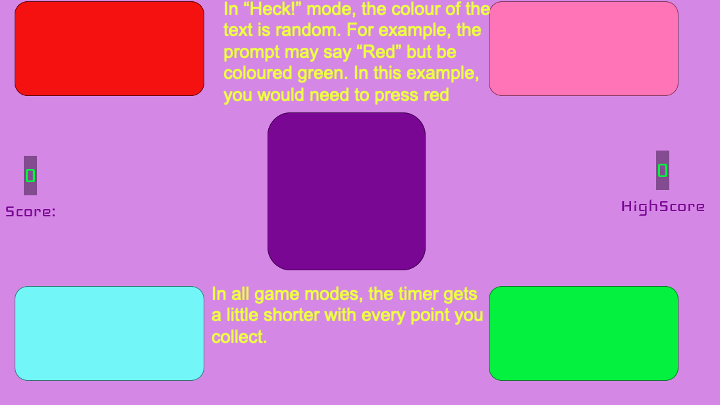 In “Heck!” mode, the colour of the
text is random. For example, the
prompt may say “Red” but be
coloured green. In this example,
you would need to press red
0
Score:
0
HighScore
In all game modes, the timer gets
a little shorter with every point you
collect.